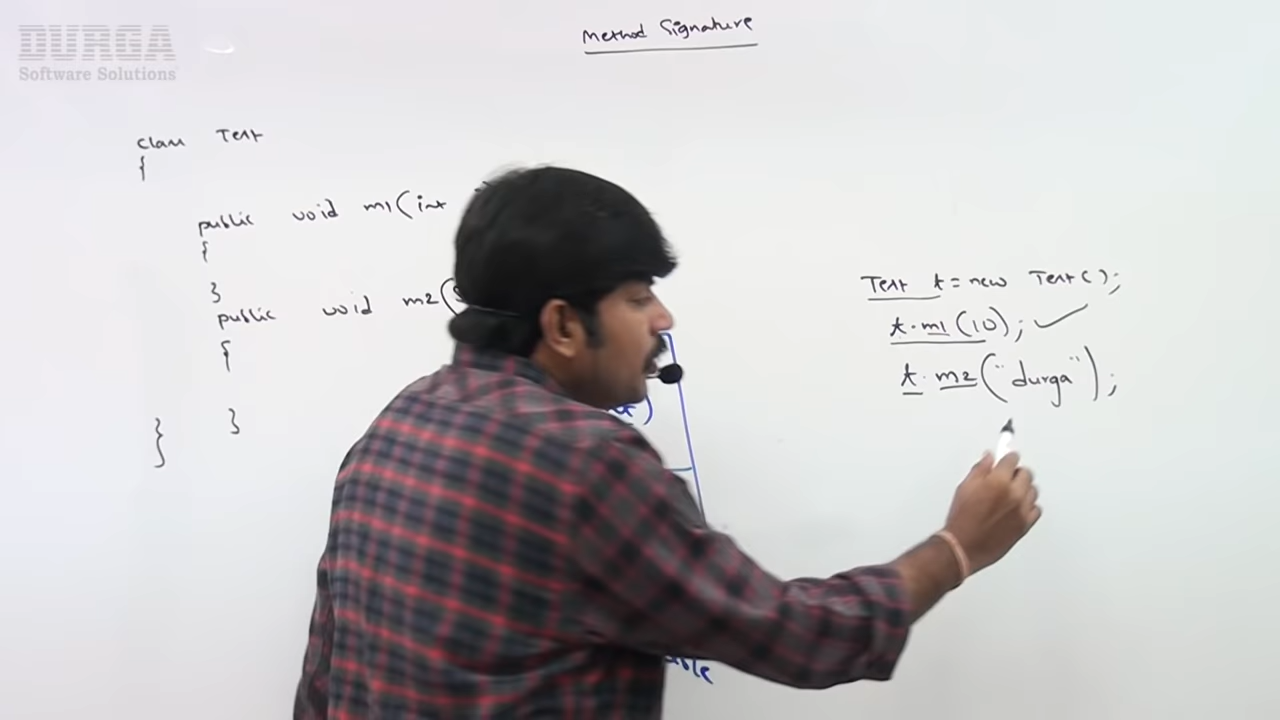 DURGA
Software Solutions
Method Signature
class Test
{
public void m1(int
{
}
public void m2(
{
}
}
Test t = new Test();
t.m1(10); ✓
t.m2("durga");